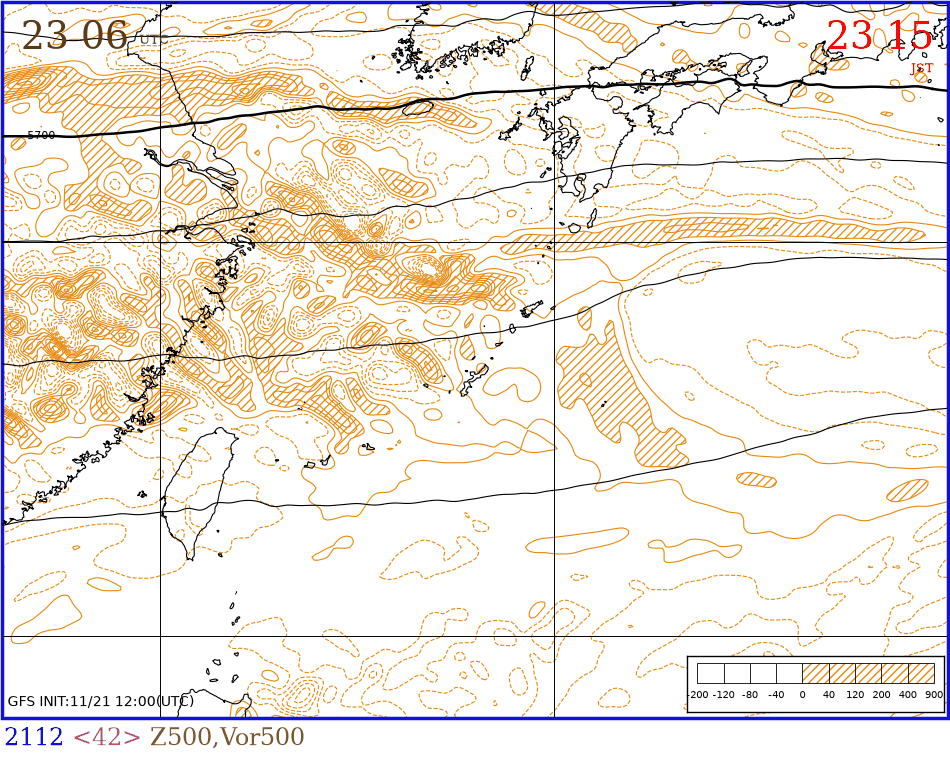 23 06 UTC
23 15
JST
5700
GFS INIT:11/21 12:00(UTC)
-200 -120 -80 -40 0 40 120 200 400 900
2112 <42> Z500,Vor500